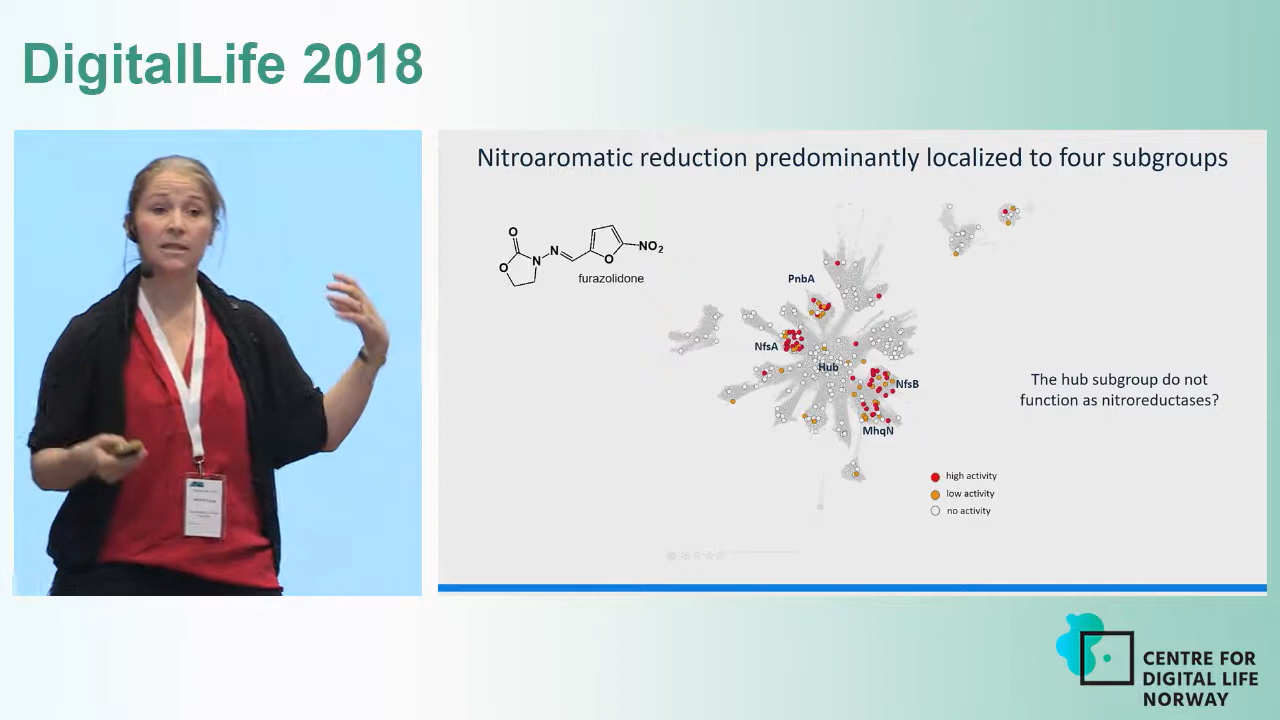 DigitalLife 2018
Nitroaromatic reduction predominantly localized to four subgroups
O
O
N
N
O
NO2
furazolidone
PnbA
NfsA
Hub
NfsB
MhqN
The hub subgroup do not
function as nitroreductases?
high activity
low activity
no activity
CENTRE FOR
DIGITAL LIFE
NORWAY